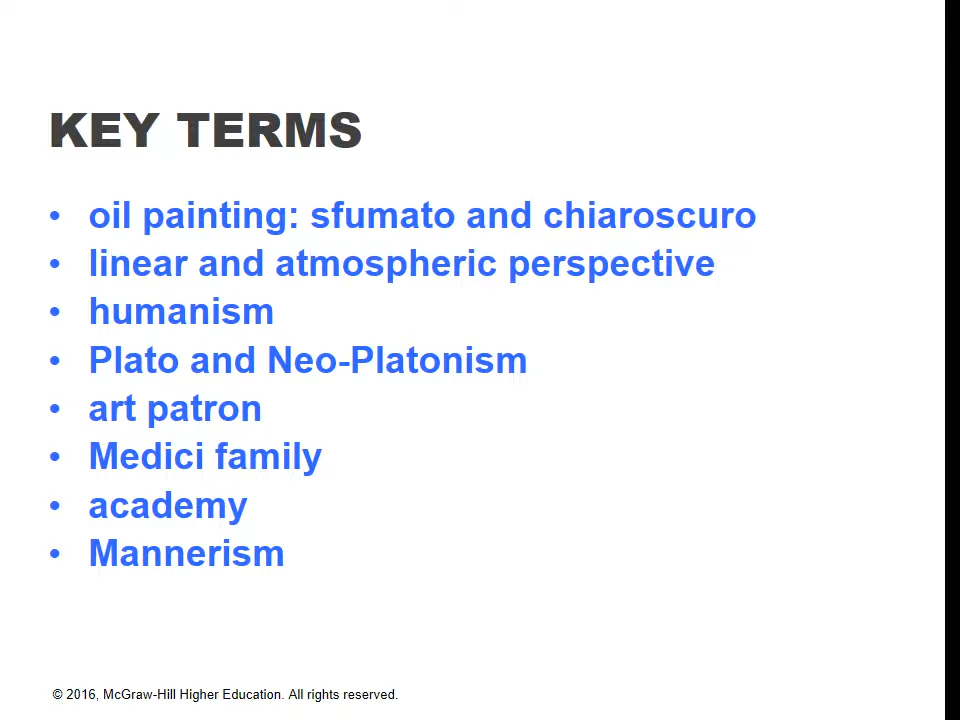 KEY TERMS
• oil painting: sfumato and chiaroscuro
• linear and atmospheric perspective
• humanism
• Plato and Neo-Platonism
• art patron
• Medici family
• academy
• Mannerism
© 2016, McGraw-Hill Higher Education. All rights reserved.